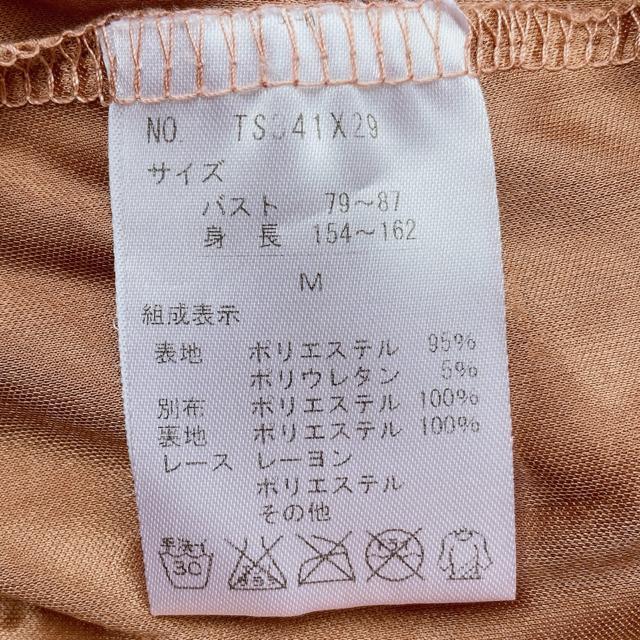 NO. TS341X29
サイズ
バスト 79～87
身 長 154～162
M
組成表示
表地 ポリエステル 95%
ポリウレタン 5%
別布 ポリエステル 100%
裏地 ポリエステル 100%
レース レーヨン
ポリエステル
その他
手洗イ
30